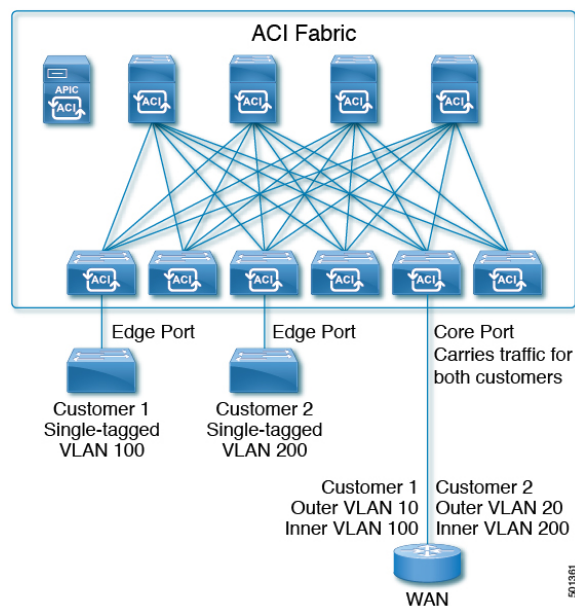 ACI Fabric
APIC
ACI
ACI
ACI
ACI
ACI
ACI
ACI
ACI
ACI
ACI
ACI
Edge Port
Edge Port
Core Port
Carries traffic for
both customers
Customer 1
Single-tagged
VLAN 100
Customer 2
Single-tagged
VLAN 200
Customer 1
Outer VLAN 10
Inner VLAN 100
Customer 2
Outer VLAN 20
Inner VLAN 200
WAN
501361